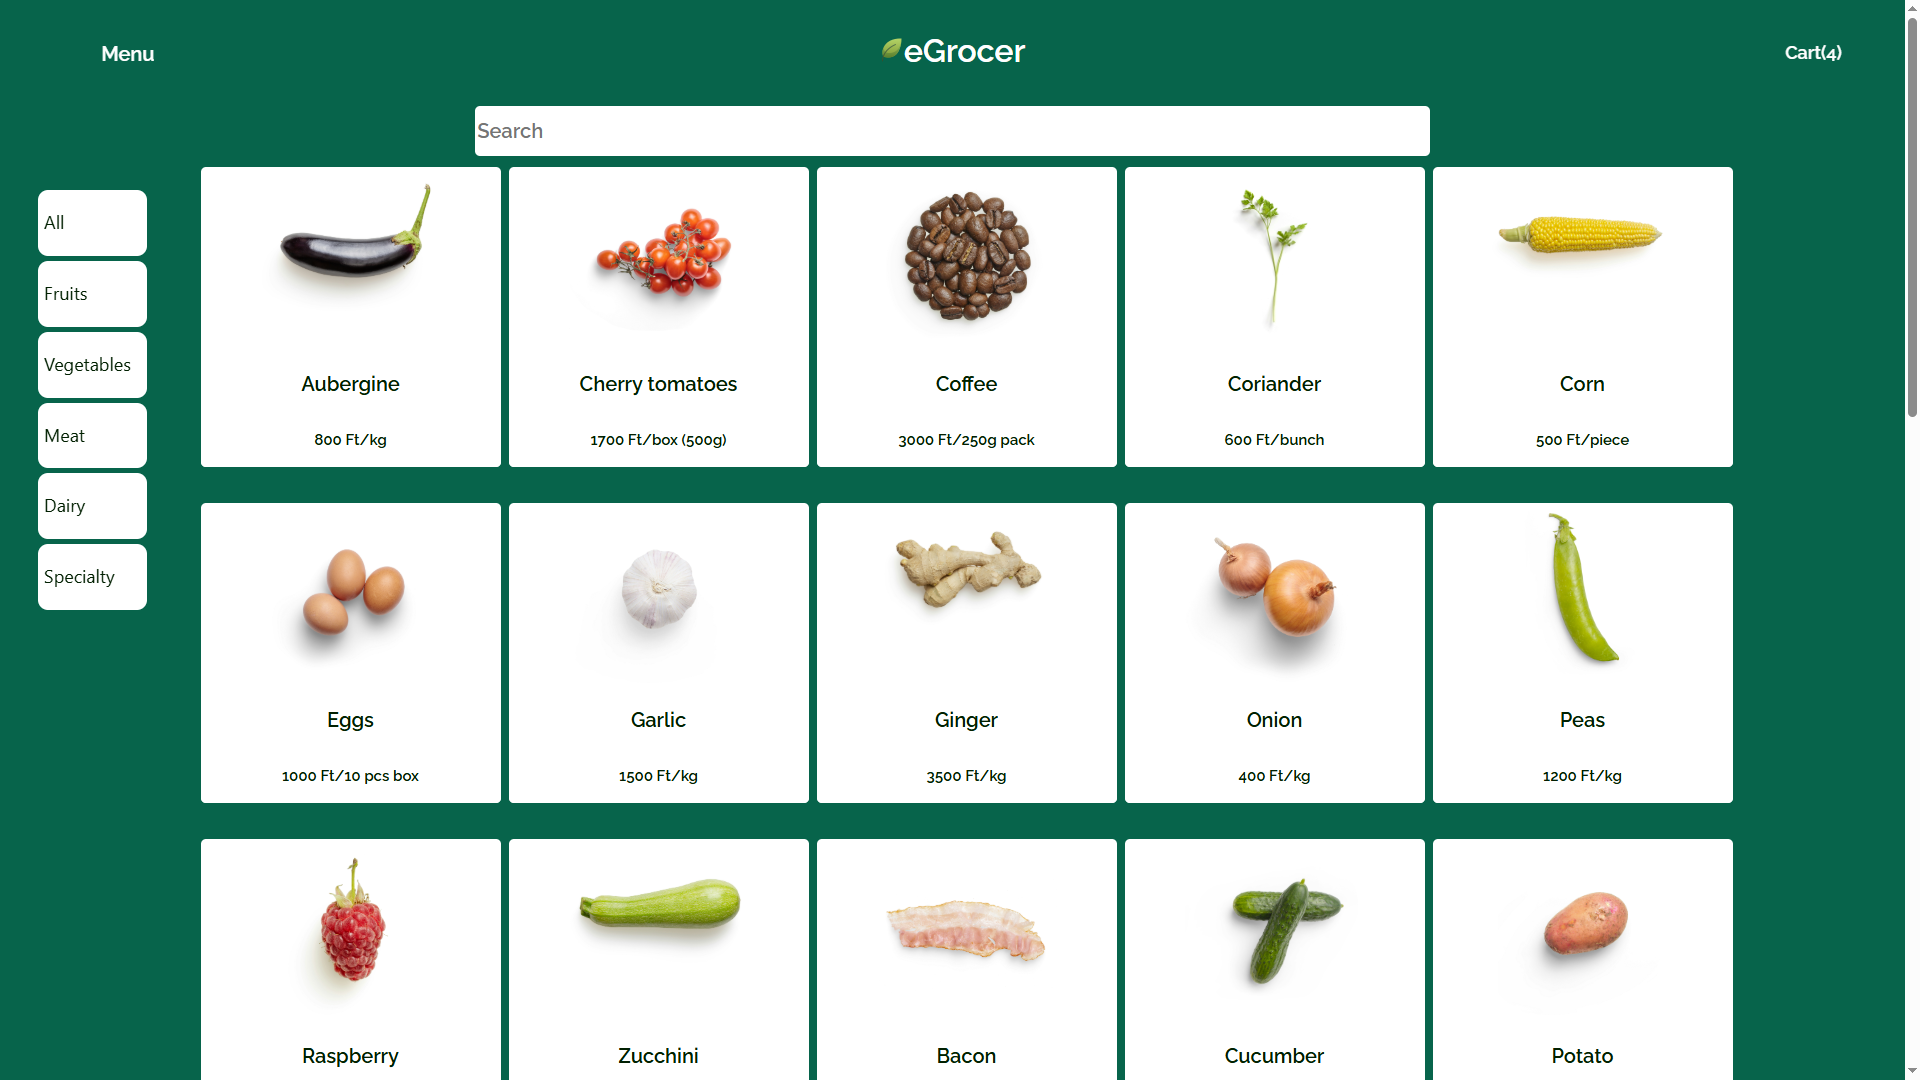 Menu
eGrocer
Cart(4)
Search
All
Fruits
Vegetables
Meat
Dairy
Specialty
Aubergine
800 Ft/kg
Cherry tomatoes
1700 Ft/box (500g)
Coffee
3000 Ft/250g pack
Coriander
600 Ft/bunch
Corn
500 Ft/piece
Eggs
1000 Ft/10 pcs box
Garlic
1500 Ft/kg
Ginger
3500 Ft/kg
Onion
400 Ft/kg
Peas
1200 Ft/kg
Raspberry
Zucchini
Bacon
Cucumber
Potato